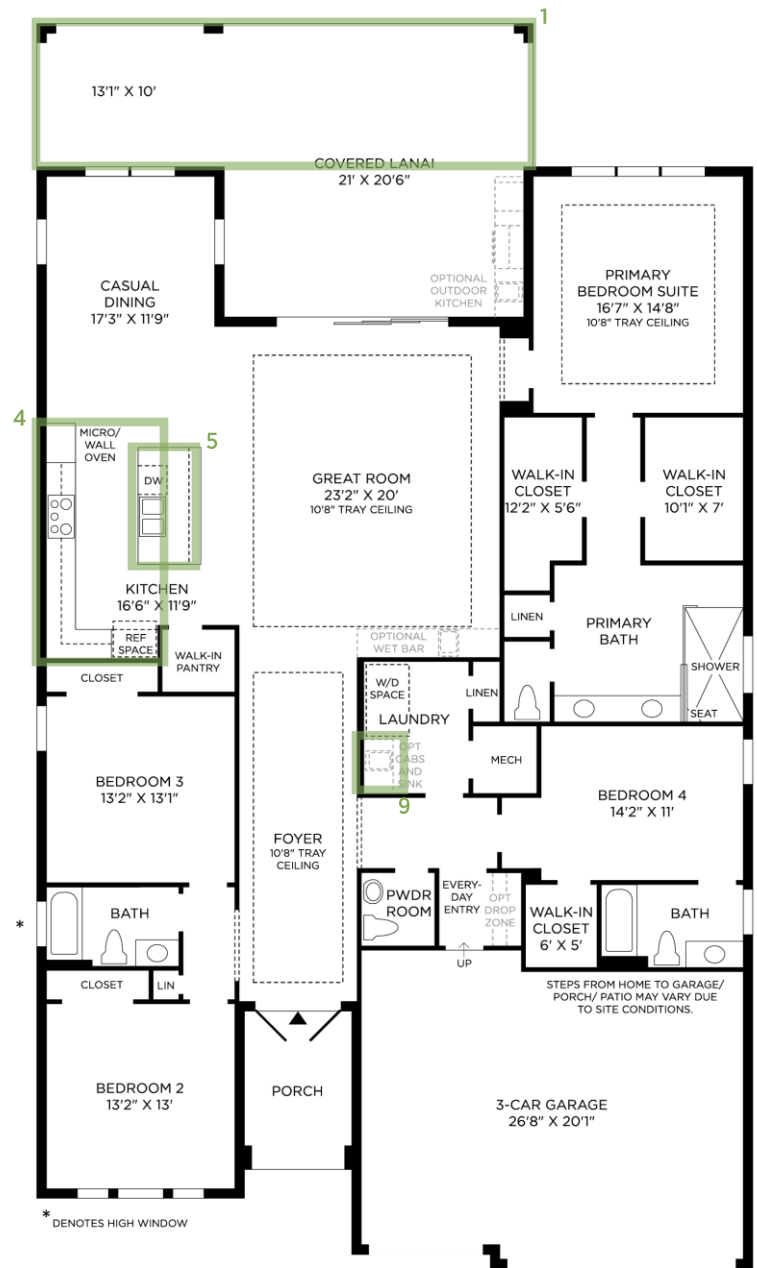 1
13'1" X 10'
COVERED LANAI
21' X 20'6"
OPTIONAL
OUTDOOR
KITCHEN
CASUAL
DINING
17'3" X 11'9"
PRIMARY
BEDROOM SUITE
16'7" X 14'8"
10'8" TRAY CEILING
4
MICRO/
WALL
OVEN
5
DW
GREAT ROOM
23'2" X 20'
10'8" TRAY CEILING
WALK-IN
CLOSET
12'2" X 5'6"
WALK-IN
CLOSET
10'1" X 7'
KITCHEN
16'6" X 11'9"
REF
SPACE
WALK-IN
PANTRY
OPTIONAL
WET BAR
LINEN
PRIMARY
BATH
SHOWER
SEAT
CLOSET
W/D
SPACE
LINEN
LAUNDRY
OPT
CABS
AND
SINK
9
MECH
BEDROOM 3
13'2" X 13'1"
BEDROOM 4
14'2" X 11'
FOYER
10'8" TRAY
CEILING
BATH
*
PWDR
ROOM
EVERY-
DAY
ENTRY
OPT
DROP
ZONE
UP
WALK-IN
CLOSET
6' X 5'
BATH
CLOSET
LIN
STEPS FROM HOME TO GARAGE/
PORCH/ PATIO MAY VARY DUE
TO SITE CONDITIONS.
BEDROOM 2
13'2" X 13'
PORCH
3-CAR GARAGE
26'8" X 20'1"
* DENOTES HIGH WINDOW